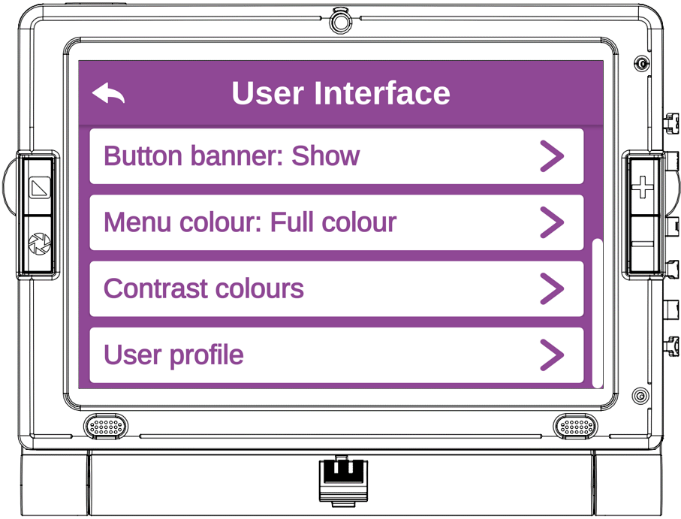 User Interface
Button banner: Show
Menu colour: Full colour
Contrast colours
User profile